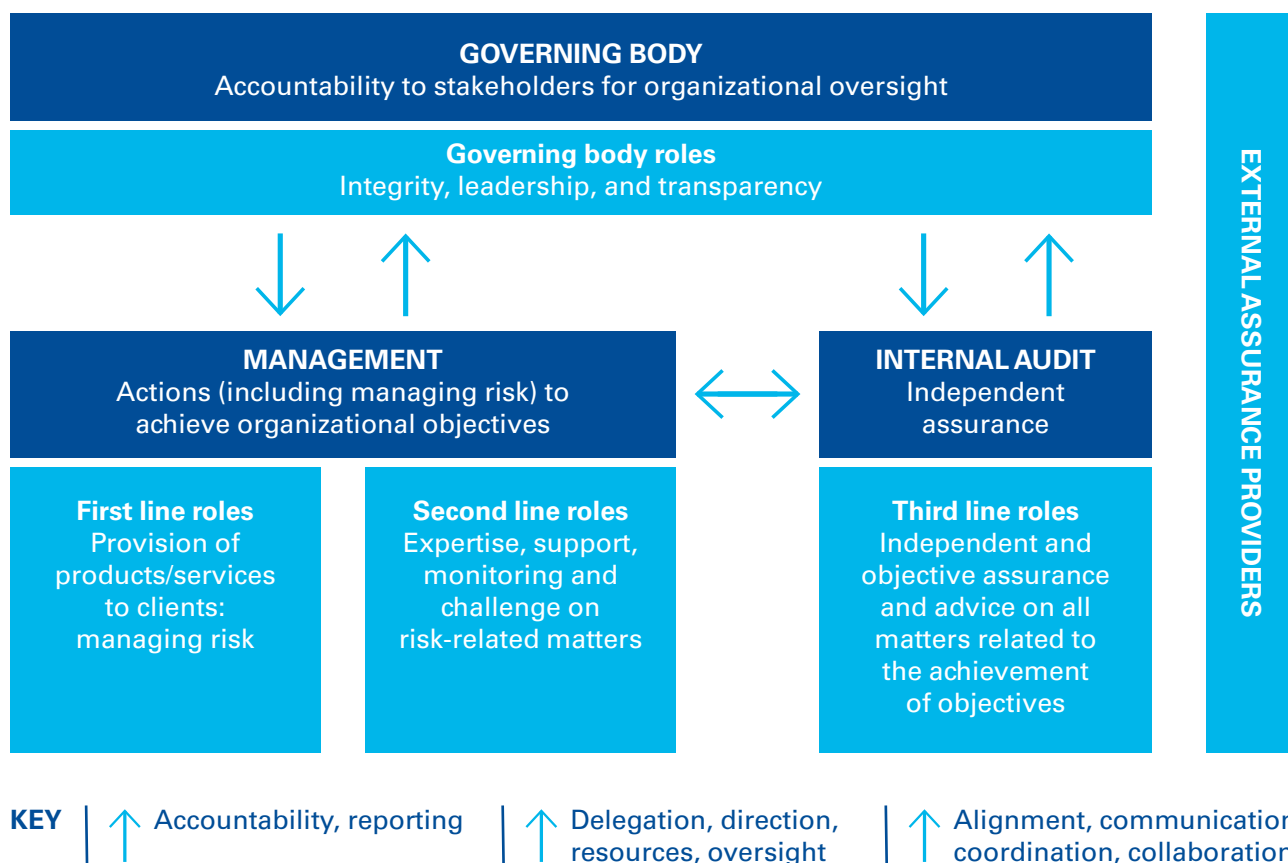 GOVERNING BODY
Accountability to stakeholders for organizational oversight
Governing body roles
Integrity, leadership, and transparency
MANAGEMENT
Actions (including managing risk) to
achieve organizational objectives
INTERNAL AUDIT
Independent
assurance
First line roles
Provision of
products/services
to clients:
managing risk
Second line roles
Expertise, support,
monitoring and
challenge on
risk-related matters
Third line roles
Independent and
objective assurance
and advice on all
matters related to
the achievement
of objectives
EXTERNAL ASSURANCE PROVIDERS
KEY
Accountability, reporting
Delegation, direction,
resources, oversight
Alignment, communication
coordination, collaboration